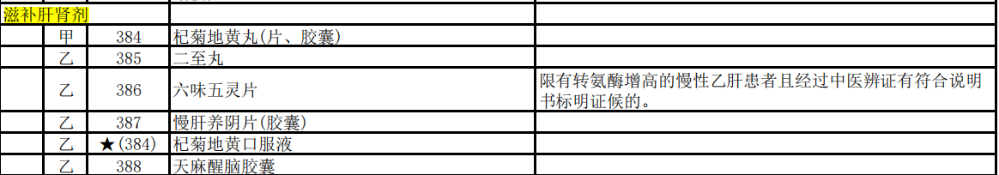 滋补肝肾剂
甲 384 杞菊地黄丸(片、胶囊)
乙 385 二至丸
乙 386 六味五灵片 限有转氨酶增高的慢性乙肝患者且经过中医辨证有符合说明
书标明证候的。
乙 387 慢肝养阴片(胶囊)
乙 ★(384) 杞菊地黄口服液
乙 388 天麻醒脑胶囊